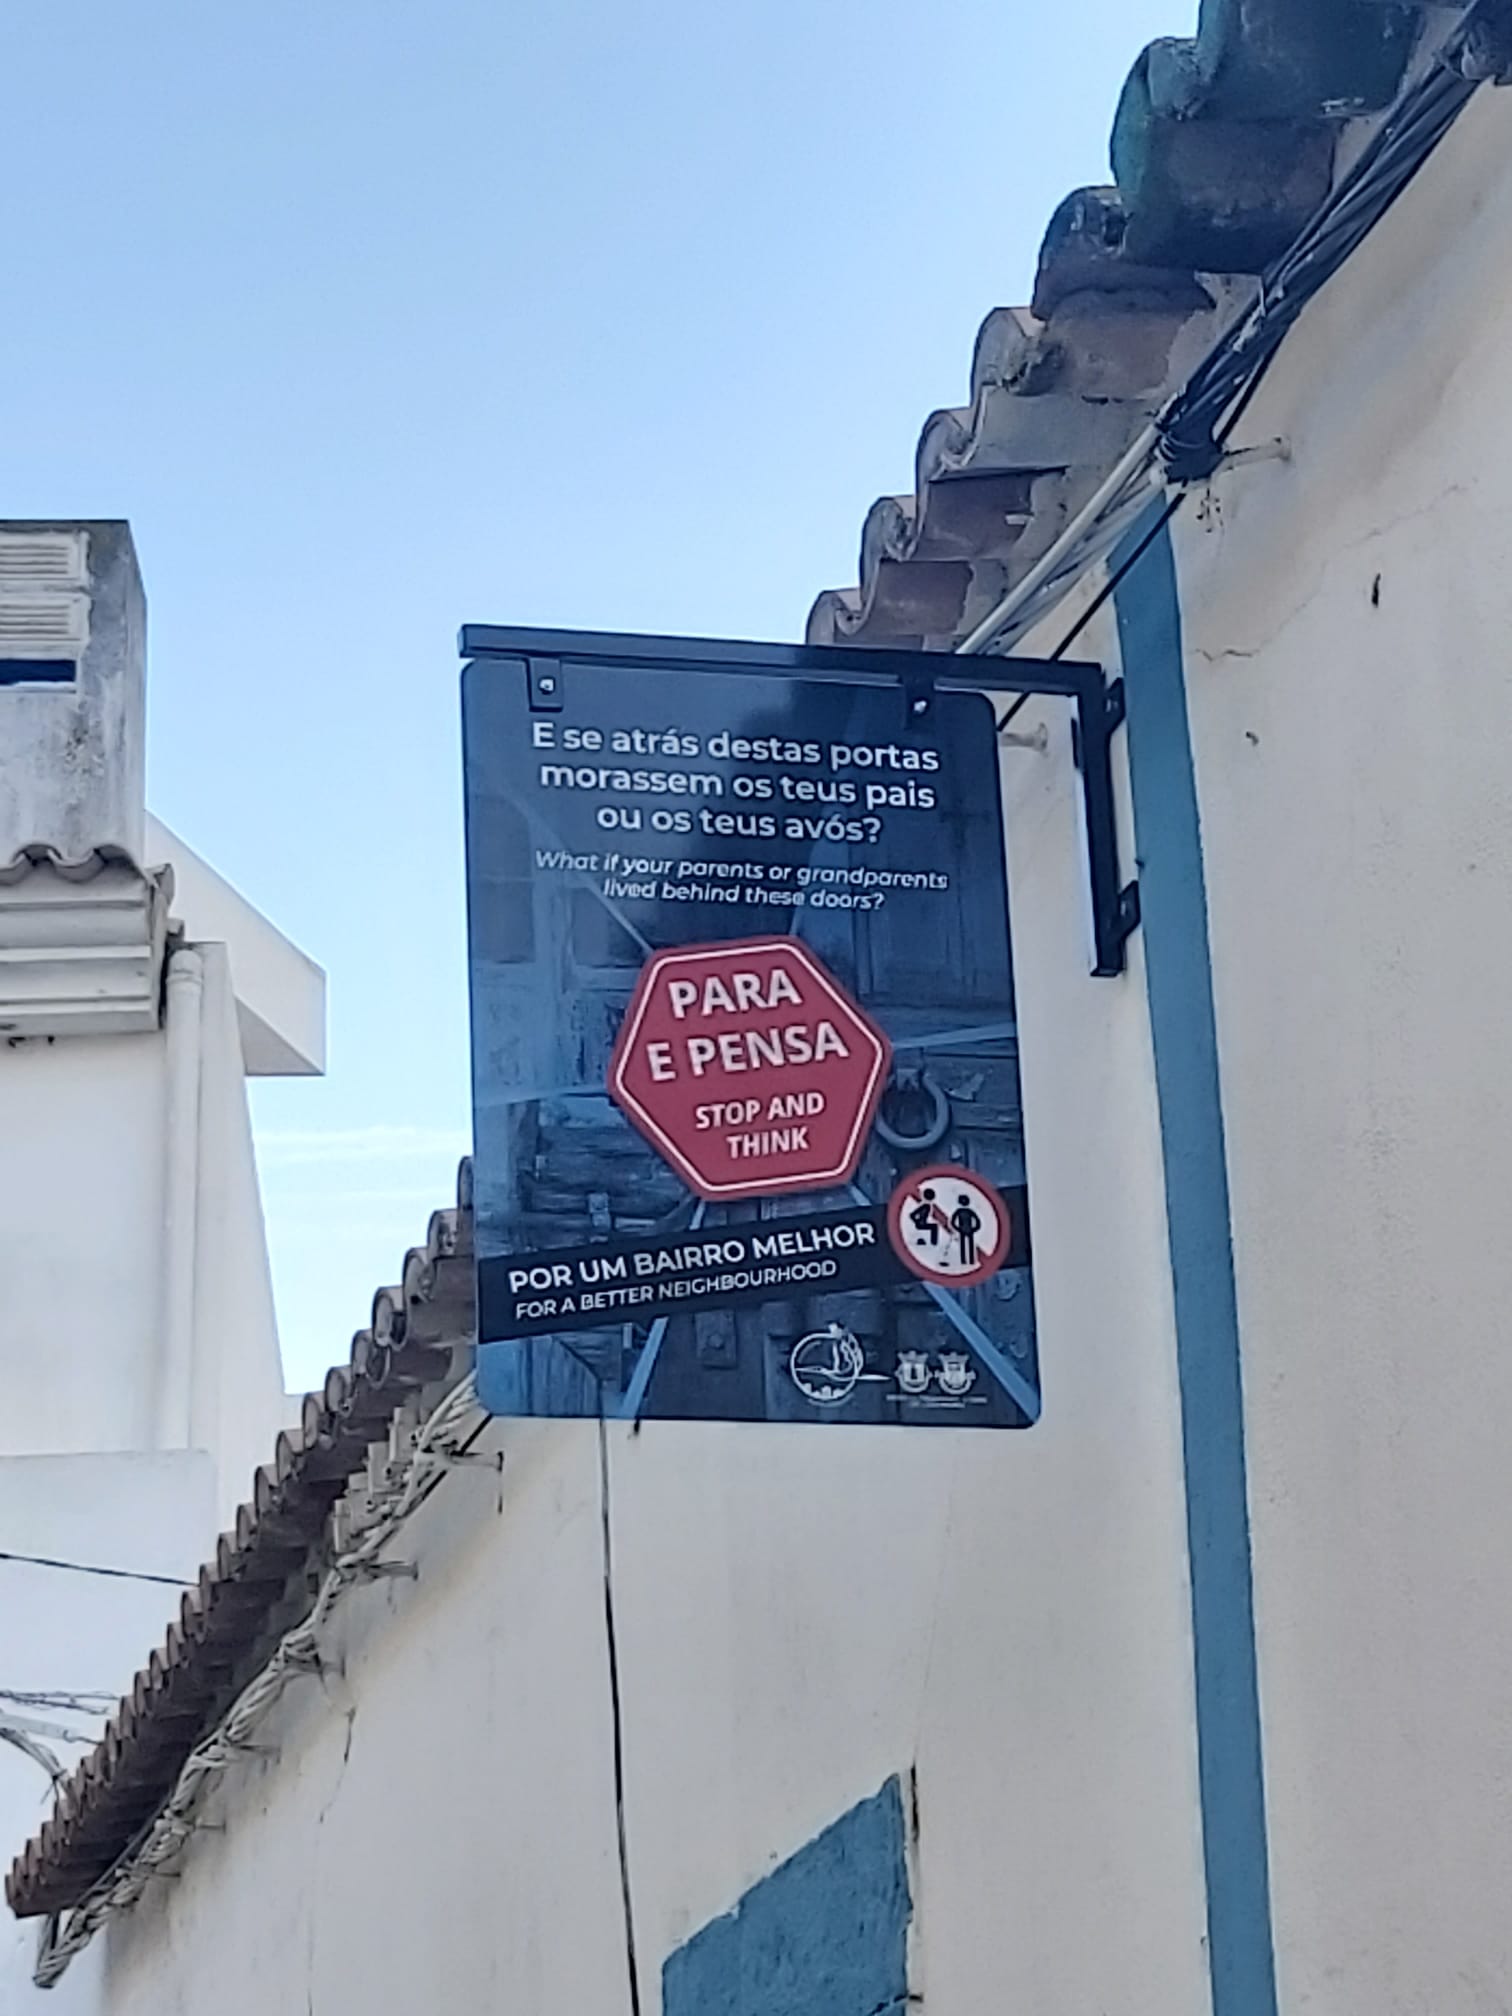 E se atrás destas portas
morassem os teus pais
ou os teus avós?
What if your parents or grandparents
lived behind these doors?
PARA
E PENSA
STOP AND
THINK
POR UM BAIRRO MELHOR
FOR A BETTER NEIGHBOURHOOD